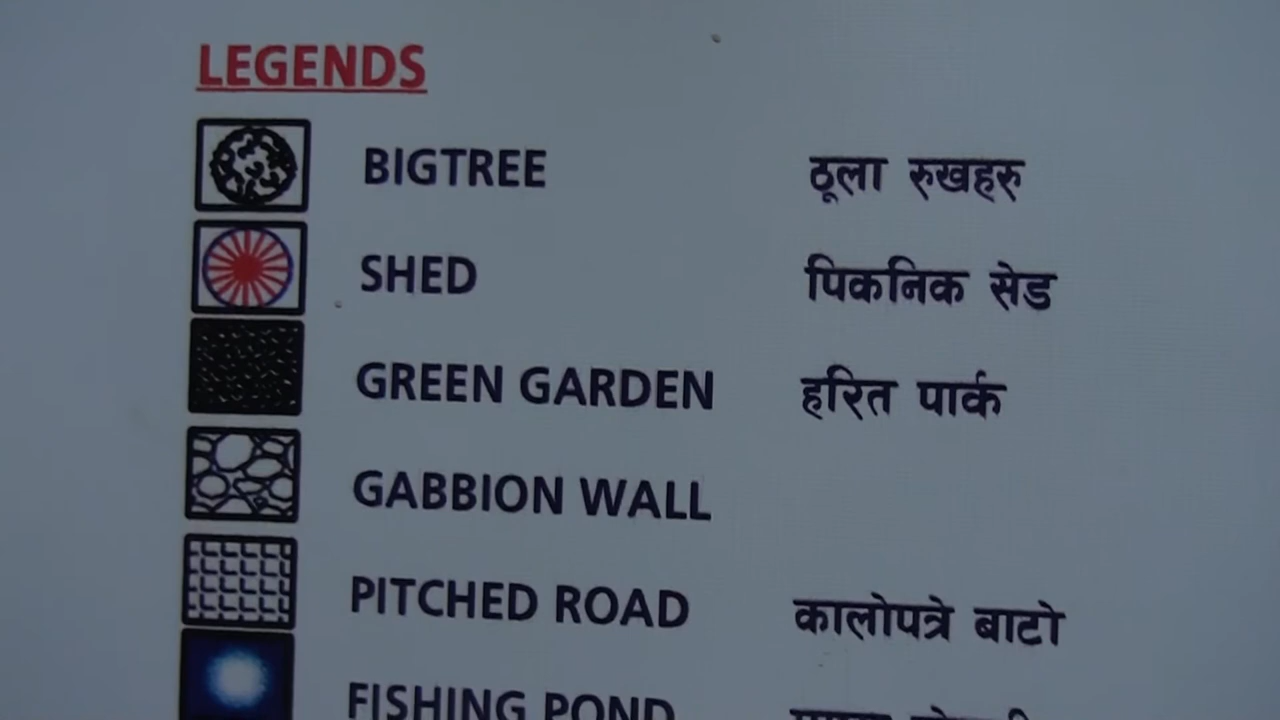 LEGENDS
BIGTREE ठूला रुखहरु
SHED पिकनिक सेड
GREEN GARDEN हरित पार्क
GABBION WALL
PITCHED ROAD कालोपत्रे बाटो
FISHING POND